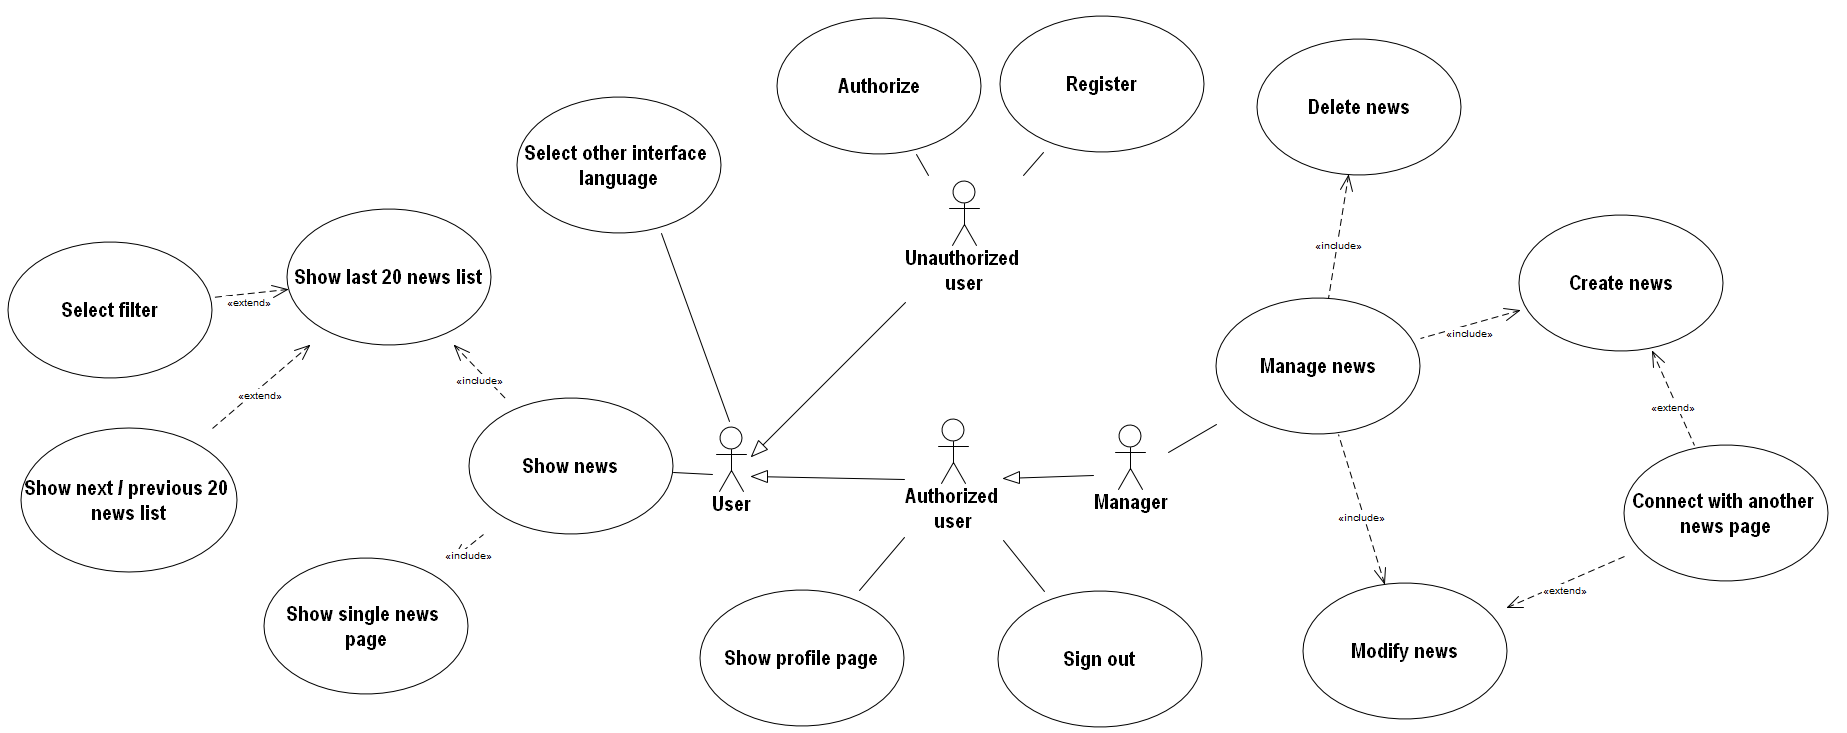 Authorize
Register
Delete news
Select other interface
language
Unauthorized
user
«include»
Create news
Show last 20 news list
Select filter
«extend»
«include»
Manage news
«include»
«extend»
«extend»
Show next / previous 20
news list
Show news
User
Authorized
user
Manager
Connect with another
news page
«include»
«include»
«extend»
Show single news
page
Show profile page
Sign out
Modify news